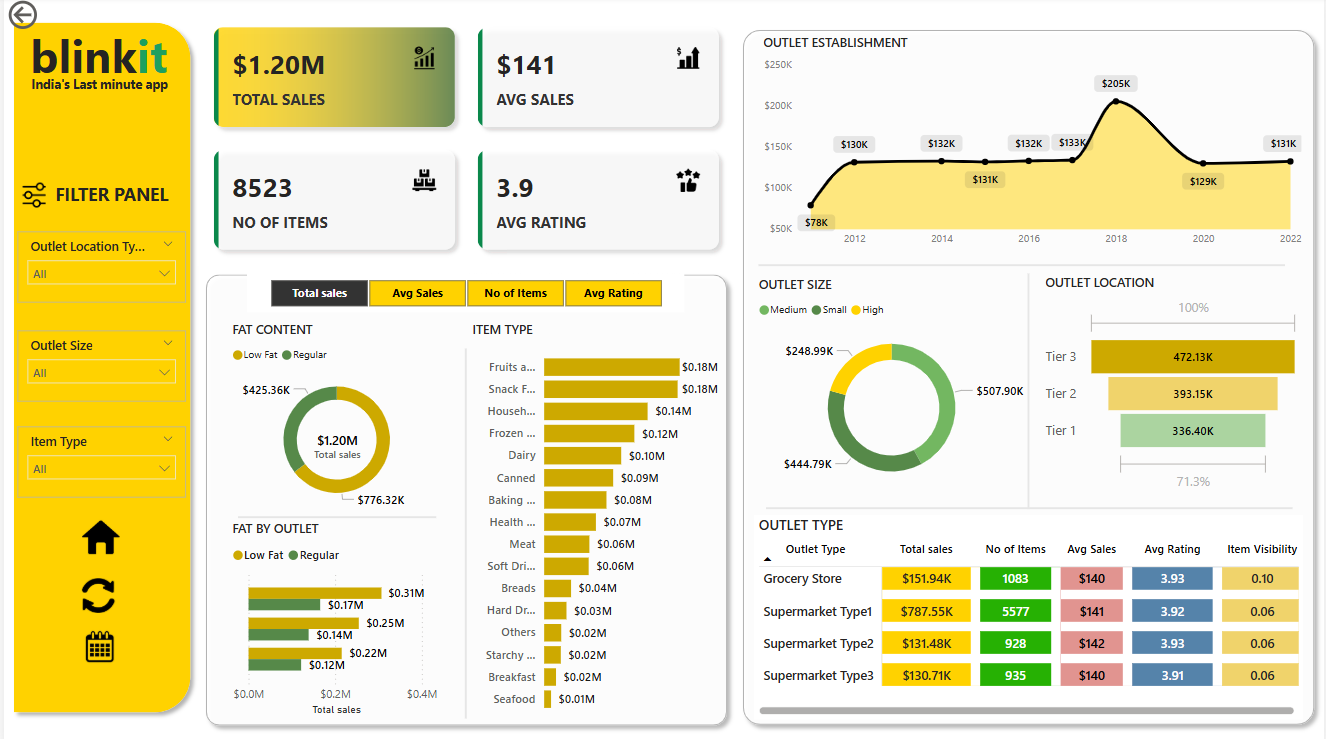 blinkit
India's Last minute app
FILTER PANEL
Outlet Location Ty...
All
Outlet Size
All
Item Type
All
$1.20M
TOTAL SALES
$141
AVG SALES
8523
NO OF ITEMS
3.9
AVG RATING
Total sales Avg Sales No of Items Avg Rating
FAT CONTENT
Low Fat Regular
$425.36K
$1.20M
Total sales
$776.32K
FAT BY OUTLET
Low Fat Regular
$0.31M
$0.17M
$0.25M
$0.14M
$0.22M
$0.12M
$0.0M $0.2M $0.4M
Total sales
ITEM TYPE
Fruits a... $0.18M
Snack F... $0.18M
Househ... $0.14M
Frozen ... $0.12M
Dairy $0.10M
Canned $0.09M
Baking ... $0.08M
Health ... $0.07M
Meat $0.06M
Soft Dri... $0.06M
Breads $0.04M
Hard Dr... $0.03M
Others $0.02M
Starchy ... $0.02M
Breakfast $0.02M
Seafood $0.01M
OUTLET ESTABLISHMENT
$250K
$200K
$150K
$100K
$50K
$78K
$130K
$132K
$131K
$132K
$133K
$205K
$129K
$131K
2012 2014 2016 2018 2020 2022
OUTLET SIZE
Medium Small High
$248.99K
$507.90K
$444.79K
OUTLET LOCATION
100%
Tier 3 472.13K
Tier 2 393.15K
Tier 1 336.40K
71.3%
OUTLET TYPE
Outlet Type Total sales No of Items Avg Sales Avg Rating Item Visibility
Grocery Store $151.94K 1083 $140 3.93 0.10
Supermarket Type1 $787.55K 5577 $141 3.92 0.06
Supermarket Type2 $131.48K 928 $142 3.93 0.06
Supermarket Type3 $130.71K 935 $140 3.91 0.06